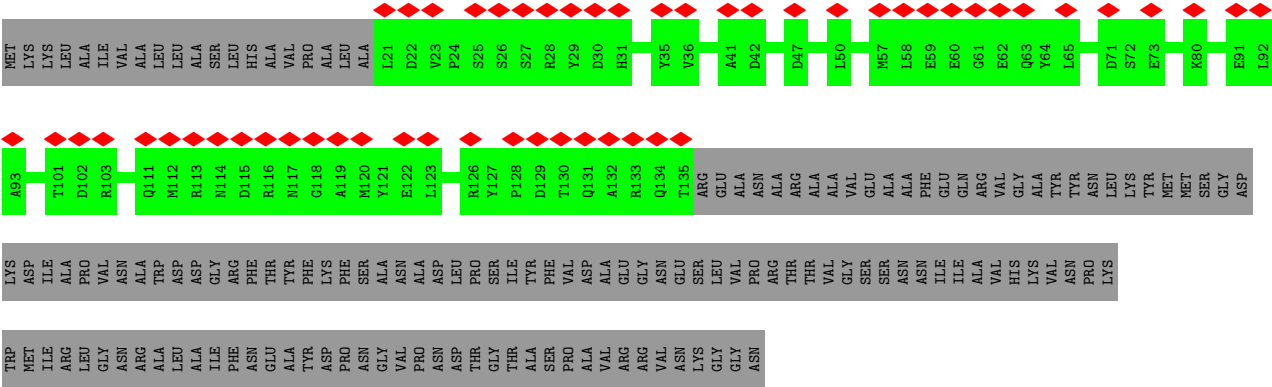 MET LYS LYS LEU ALA ILE VAL ALA LEU LEU ALA SER LEU HIS ALA VAL PRO ALA LEU ALA L21 D22 V23 P24 S25 S26 S27 R28 Y29 D30 H31 Y35 V36 A41 D42 D47 L50 M57 L58 E59 E60 G61 E62 Q63 Y64 L65 D71 S72 E73 K80 E91 L92
A93 T101 D102 R103 Q111 M112 R113 N114 D115 R116 N117 G118 A119 M120 Y121 E122 L123 R126 Y127 P128 D129 T130 Q131 A132 R133 Q134 T135 ARG GLU ALA ASN ALA ARG ALA ALA VAL GLU ALA ALA PHE GLU GLN ARG VAL GLY ALA TYR TYR ASN LEU LYS TYR MET MET SER GLY ASP
LYS ASP ILE ALA PRO VAL ASN ALA TRP ASP ASP GLY ARG PHE THR TYR PHE LYS PHE SER ALA ASN ALA ASP LEU PRO SER ILE TYR PHE VAL ASP ALA GLU GLY ASN GLU SER LEU VAL PRO ARG THR THR VAL GLY SER SER ASN ASN ILE ILE ALA VAL HIS LYS VAL ASN PRO LYS
TRP MET ILE ARG LEU GLY ASN ARG ALA LEU ALA ILE PHE ASN GLU ALA TYR ASP PRO ASN GLY VAL PRO ASN ASP THR GLY THR ALA SER PRO ALA VAL ARG ARG VAL ASN LYS GLY GLY ASN